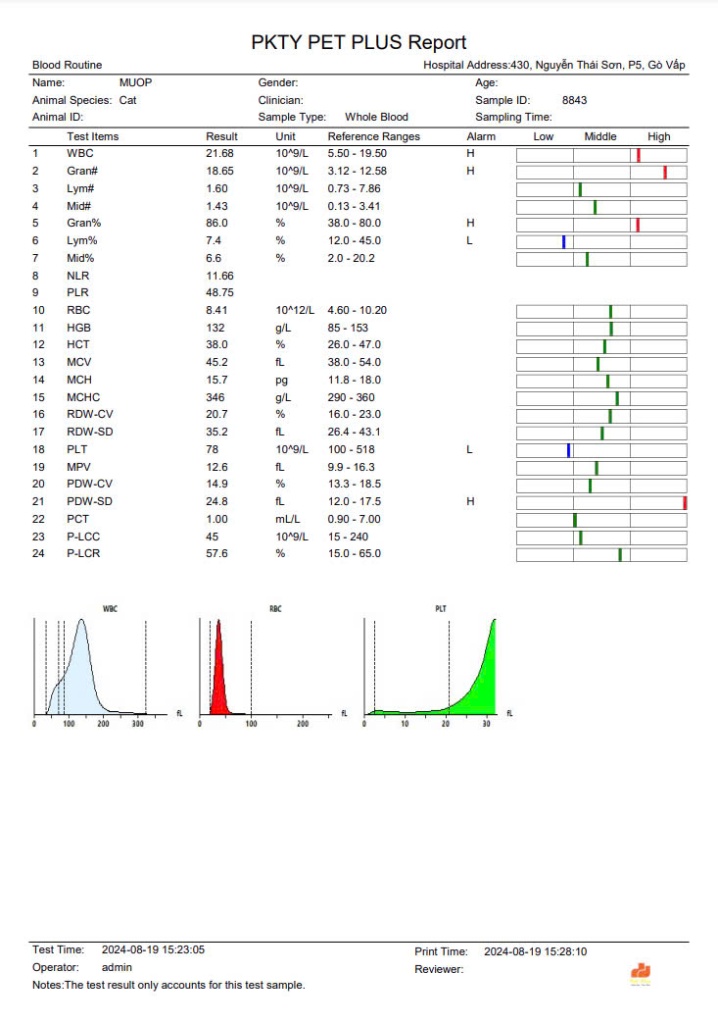 PKTY PET PLUS Report
Blood Routine Hospital Address:430, Nguyễn Thái Sơn, P5, Gò Vấp
Name: MUOP Gender: Age:
Animal Species: Cat Clinician: Sample ID: 8843
Animal ID: Sample Type: Whole Blood Sampling Time:
Test Items Result Unit Reference Ranges Alarm Low Middle High
1 WBC 21.68 10^9/L 5.50 - 19.50 H
2 Gran# 18.65 10^9/L 3.12 - 12.58 H
3 Lym# 1.60 10^9/L 0.73 - 7.86
4 Mid# 1.43 10^9/L 0.13 - 3.41
5 Gran% 86.0 % 38.0 - 80.0 H
6 Lym% 7.4 % 12.0 - 45.0 L
7 Mid% 6.6 % 2.0 - 20.2
8 NLR 11.66
9 PLR 48.75
10 RBC 8.41 10^12/L 4.60 - 10.20
11 HGB 132 g/L 85 - 153
12 HCT 38.0 % 26.0 - 47.0
13 MCV 45.2 fL 38.0 - 54.0
14 MCH 15.7 pg 11.8 - 18.0
15 MCHC 346 g/L 290 - 360
16 RDW-CV 20.7 % 16.0 - 23.0
17 RDW-SD 35.2 fL 26.4 - 43.1
18 PLT 78 10^9/L 100 - 518 L
19 MPV 12.6 fL 9.9 - 16.3
20 PDW-CV 14.9 % 13.3 - 18.5
21 PDW-SD 24.8 fL 12.0 - 17.5 H
22 PCT 1.00 mL/L 0.90 - 7.00
23 P-LCC 45 10^9/L 15 - 240
24 P-LCR 57.6 % 15.0 - 65.0
WBC RBC PLT
0 100 200 300 fL 0 100 200 fL 0 10 20 30 fL
Test Time: 2024-08-19 15:23:05 Print Time: 2024-08-19 15:28:10
Operator: admin Reviewer:
Notes:The test result only accounts for this test sample.